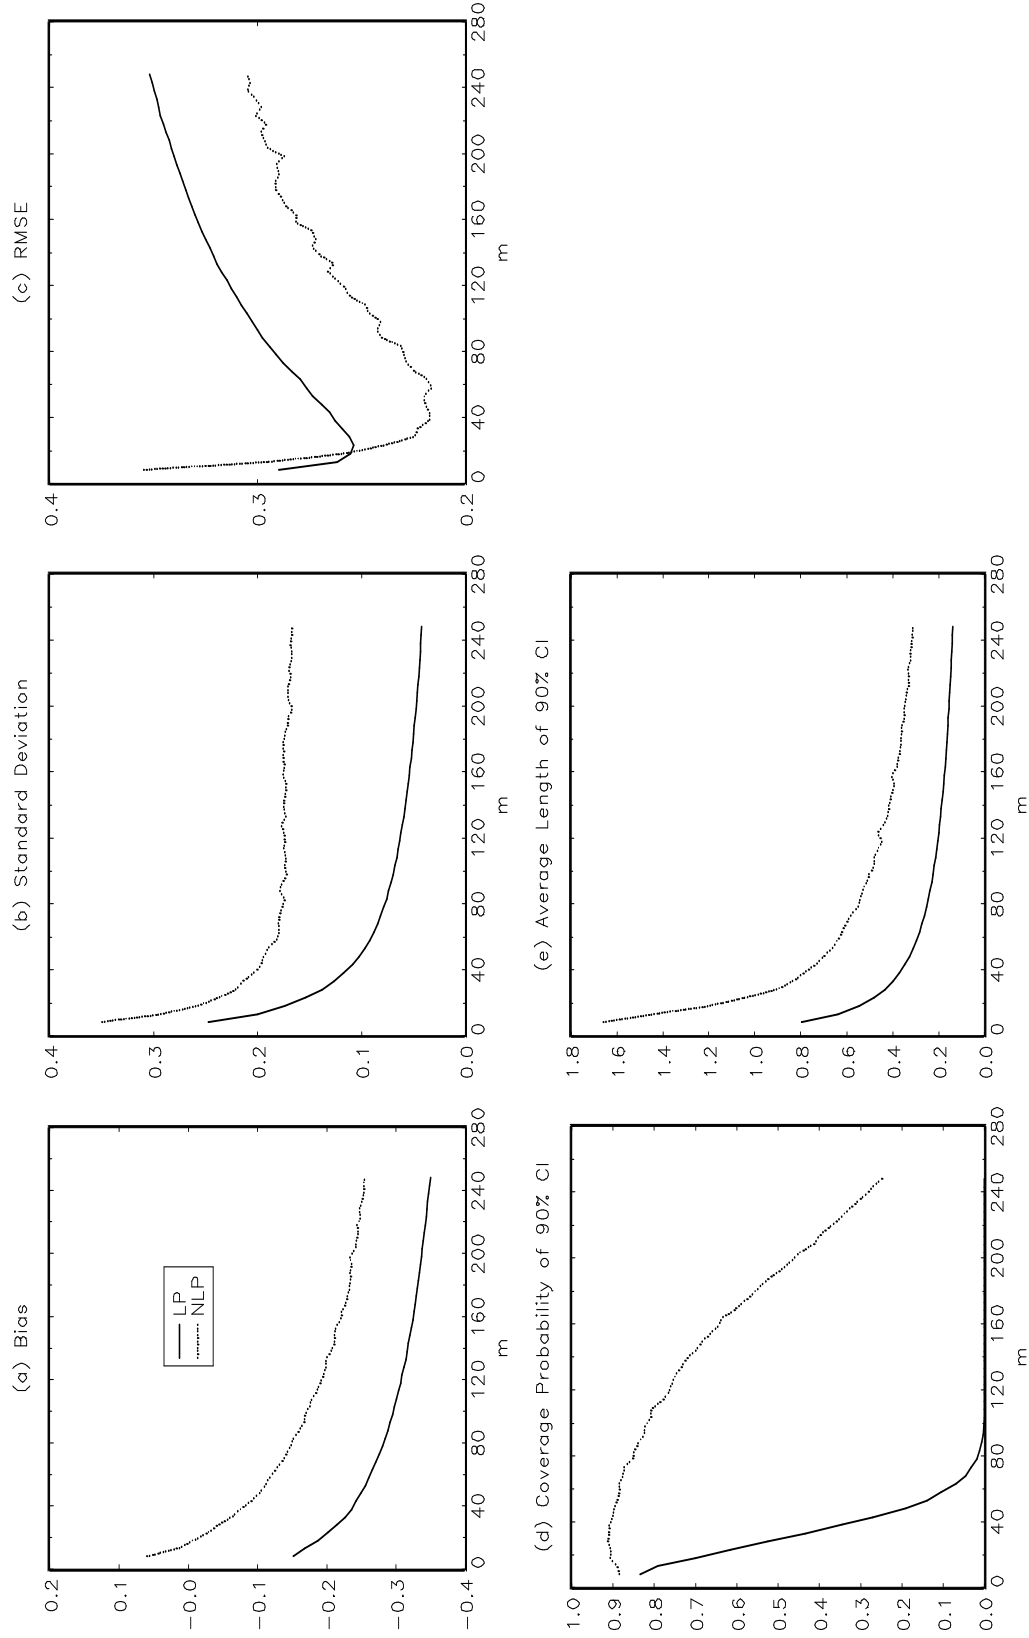 (a) Bias
0.2
0.1
-0.0
-0.1
-0.2
-0.3
-0.4
0 40 80 120 160 200 240 280
m
LP
NLP
(b) Standard Deviation
0.4
0.3
0.2
0.1
0.0
0 40 80 120 160 200 240 280
m
(c) RMSE
0.4
0.3
0.2
0 40 80 120 160 200 240 280
m
(d) Coverage Probability of 90% CI
1.0
0.9
0.8
0.7
0.6
0.5
0.4
0.3
0.2
0.1
0.0
0 40 80 120 160 200 240 280
m
(e) Average Length of 90% CI
1.8
1.6
1.4
1.2
1.0
0.8
0.6
0.4
0.2
0.0
0 40 80 120 160 200 240 280
m